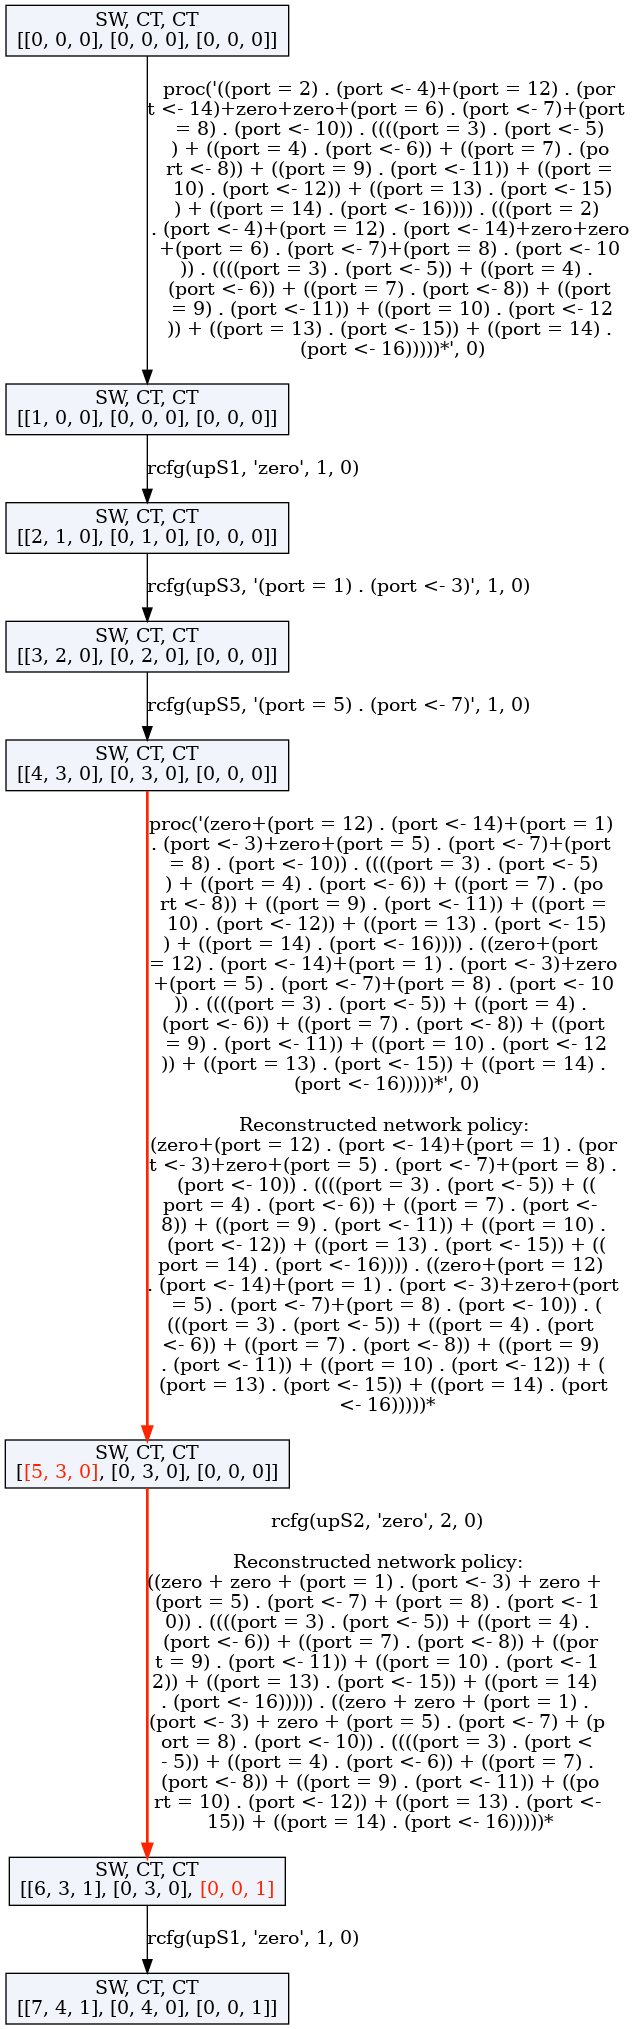 SW, CT, CT
[[0, 0, 0], [0, 0, 0], [0, 0, 0]]
proc('((port = 2) . (port <- 4)+(port = 12) . (por
t <- 14)+zero+zero+(port = 6) . (port <- 7)+(port
= 8) . (port <- 10)) . ((((port = 3) . (port <- 5)
) + ((port = 4) . (port <- 6)) + ((port = 7) . (po
rt <- 8)) + ((port = 9) . (port <- 11)) + ((port =
10) . (port <- 12)) + ((port = 13) . (port <- 15)
) + ((port = 14) . (port <- 16)))) . (((port = 2)
. (port <- 4)+(port = 12) . (port <- 14)+zero+zero
+(port = 6) . (port <- 7)+(port = 8) . (port <- 10
)) . ((((port = 3) . (port <- 5)) + ((port = 4) .
(port <- 6)) + ((port = 7) . (port <- 8)) + ((port
= 9) . (port <- 11)) + ((port = 10) . (port <- 12
)) + ((port = 13) . (port <- 15)) + ((port = 14) .
(port <- 16)))))*', 0)
SW, CT, CT
[[1, 0, 0], [0, 0, 0], [0, 0, 0]]
rcfg(upS1, 'zero', 1, 0)
SW, CT, CT
[[2, 1, 0], [0, 1, 0], [0, 0, 0]]
rcfg(upS3, '(port = 1) . (port <- 3)', 1, 0)
SW, CT, CT
[[3, 2, 0], [0, 2, 0], [0, 0, 0]]
rcfg(upS5, '(port = 5) . (port <- 7)', 1, 0)
SW, CT, CT
[[4, 3, 0], [0, 3, 0], [0, 0, 0]]
proc('(zero+(port = 12) . (port <- 14)+(port = 1)
. (port <- 3)+zero+(port = 5) . (port <- 7)+(port
= 8) . (port <- 10)) . ((((port = 3) . (port <- 5)
) + ((port = 4) . (port <- 6)) + ((port = 7) . (po
rt <- 8)) + ((port = 9) . (port <- 11)) + ((port =
10) . (port <- 12)) + ((port = 13) . (port <- 15)
) + ((port = 14) . (port <- 16)))) . ((zero+(port
= 12) . (port <- 14)+(port = 1) . (port <- 3)+zero
+(port = 5) . (port <- 7)+(port = 8) . (port <- 10
)) . ((((port = 3) . (port <- 5)) + ((port = 4) .
(port <- 6)) + ((port = 7) . (port <- 8)) + ((port
= 9) . (port <- 11)) + ((port = 10) . (port <- 12
)) + ((port = 13) . (port <- 15)) + ((port = 14) .
(port <- 16)))))*', 0)
Reconstructed network policy:
(zero+(port = 12) . (port <- 14)+(port = 1) . (por
t <- 3)+zero+(port = 5) . (port <- 7)+(port = 8) .
(port <- 10)) . ((((port = 3) . (port <- 5)) + ((
port = 4) . (port <- 6)) + ((port = 7) . (port <-
8)) + ((port = 9) . (port <- 11)) + ((port = 10) .
(port <- 12)) + ((port = 13) . (port <- 15)) + ((
port = 14) . (port <- 16)))) . ((zero+(port = 12)
. (port <- 14)+(port = 1) . (port <- 3)+zero+(port
= 5) . (port <- 7)+(port = 8) . (port <- 10)) . (
(((port = 3) . (port <- 5)) + ((port = 4) . (port
<- 6)) + ((port = 7) . (port <- 8)) + ((port = 9)
. (port <- 11)) + ((port = 10) . (port <- 12)) + (
(port = 13) . (port <- 15)) + ((port = 14) . (port
<- 16)))))*
SW, CT, CT
[[5, 3, 0], [0, 3, 0], [0, 0, 0]]
rcfg(upS2, 'zero', 2, 0)
Reconstructed network policy:
((zero + zero + (port = 1) . (port <- 3) + zero +
(port = 5) . (port <- 7) + (port = 8) . (port <- 1
0)) . ((((port = 3) . (port <- 5)) + ((port = 4) .
(port <- 6)) + ((port = 7) . (port <- 8)) + ((por
t = 9) . (port <- 11)) + ((port = 10) . (port <- 1
2)) + ((port = 13) . (port <- 15)) + ((port = 14)
. (port <- 16))))) . ((zero + zero + (port = 1) .
(port <- 3) + zero + (port = 5) . (port <- 7) + (p
ort = 8) . (port <- 10)) . ((((port = 3) . (port <
- 5)) + ((port = 4) . (port <- 6)) + ((port = 7) .
(port <- 8)) + ((port = 9) . (port <- 11)) + ((po
rt = 10) . (port <- 12)) + ((port = 13) . (port <-
15)) + ((port = 14) . (port <- 16)))))*
SW, CT, CT
[[6, 3, 1], [0, 3, 0], [0, 0, 1]
rcfg(upS1, 'zero', 1, 0)
SW, CT, CT
[[7, 4, 1], [0, 4, 0], [0, 0, 1]]